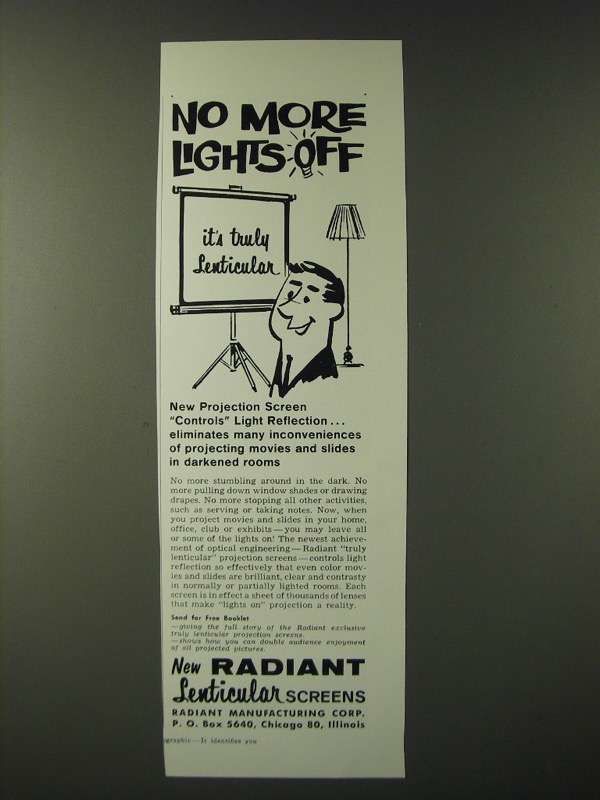 NO MORE
LIGHTS OFF
it's truly
Lenticular
New Projection Screen
"Controls" Light Reflection...
eliminates many inconveniences
of projecting movies and slides
in darkened rooms
No more stumbling around in the dark. No
more pulling down window shades or drawing
drapes. No more stopping all other activities,
such as serving or taking notes. Now, when
you project movies and slides in your home,
office, club or exhibits—you may leave all
or some of the lights on! The newest achieve-
ment of optical engineering—Radiant "truly
lenticular" projection screens—controls light
reflection so effectively that even color mov-
ies and slides are brilliant, clear and contrasty
in normally or partially lighted rooms. Each
screen is in effect a sheet of thousands of lenses
that make "lights on" projection a reality.
Send for Free Booklet
—giving the full story of the Radiant exclusive
truly lenticular projection screens.
—shows how you can double audience enjoyment
of all projected pictures.
New RADIANT
Lenticular SCREENS
RADIANT MANUFACTURING CORP.
P. O. Box 5640, Chicago 80, Illinois
ographic—It identifies you